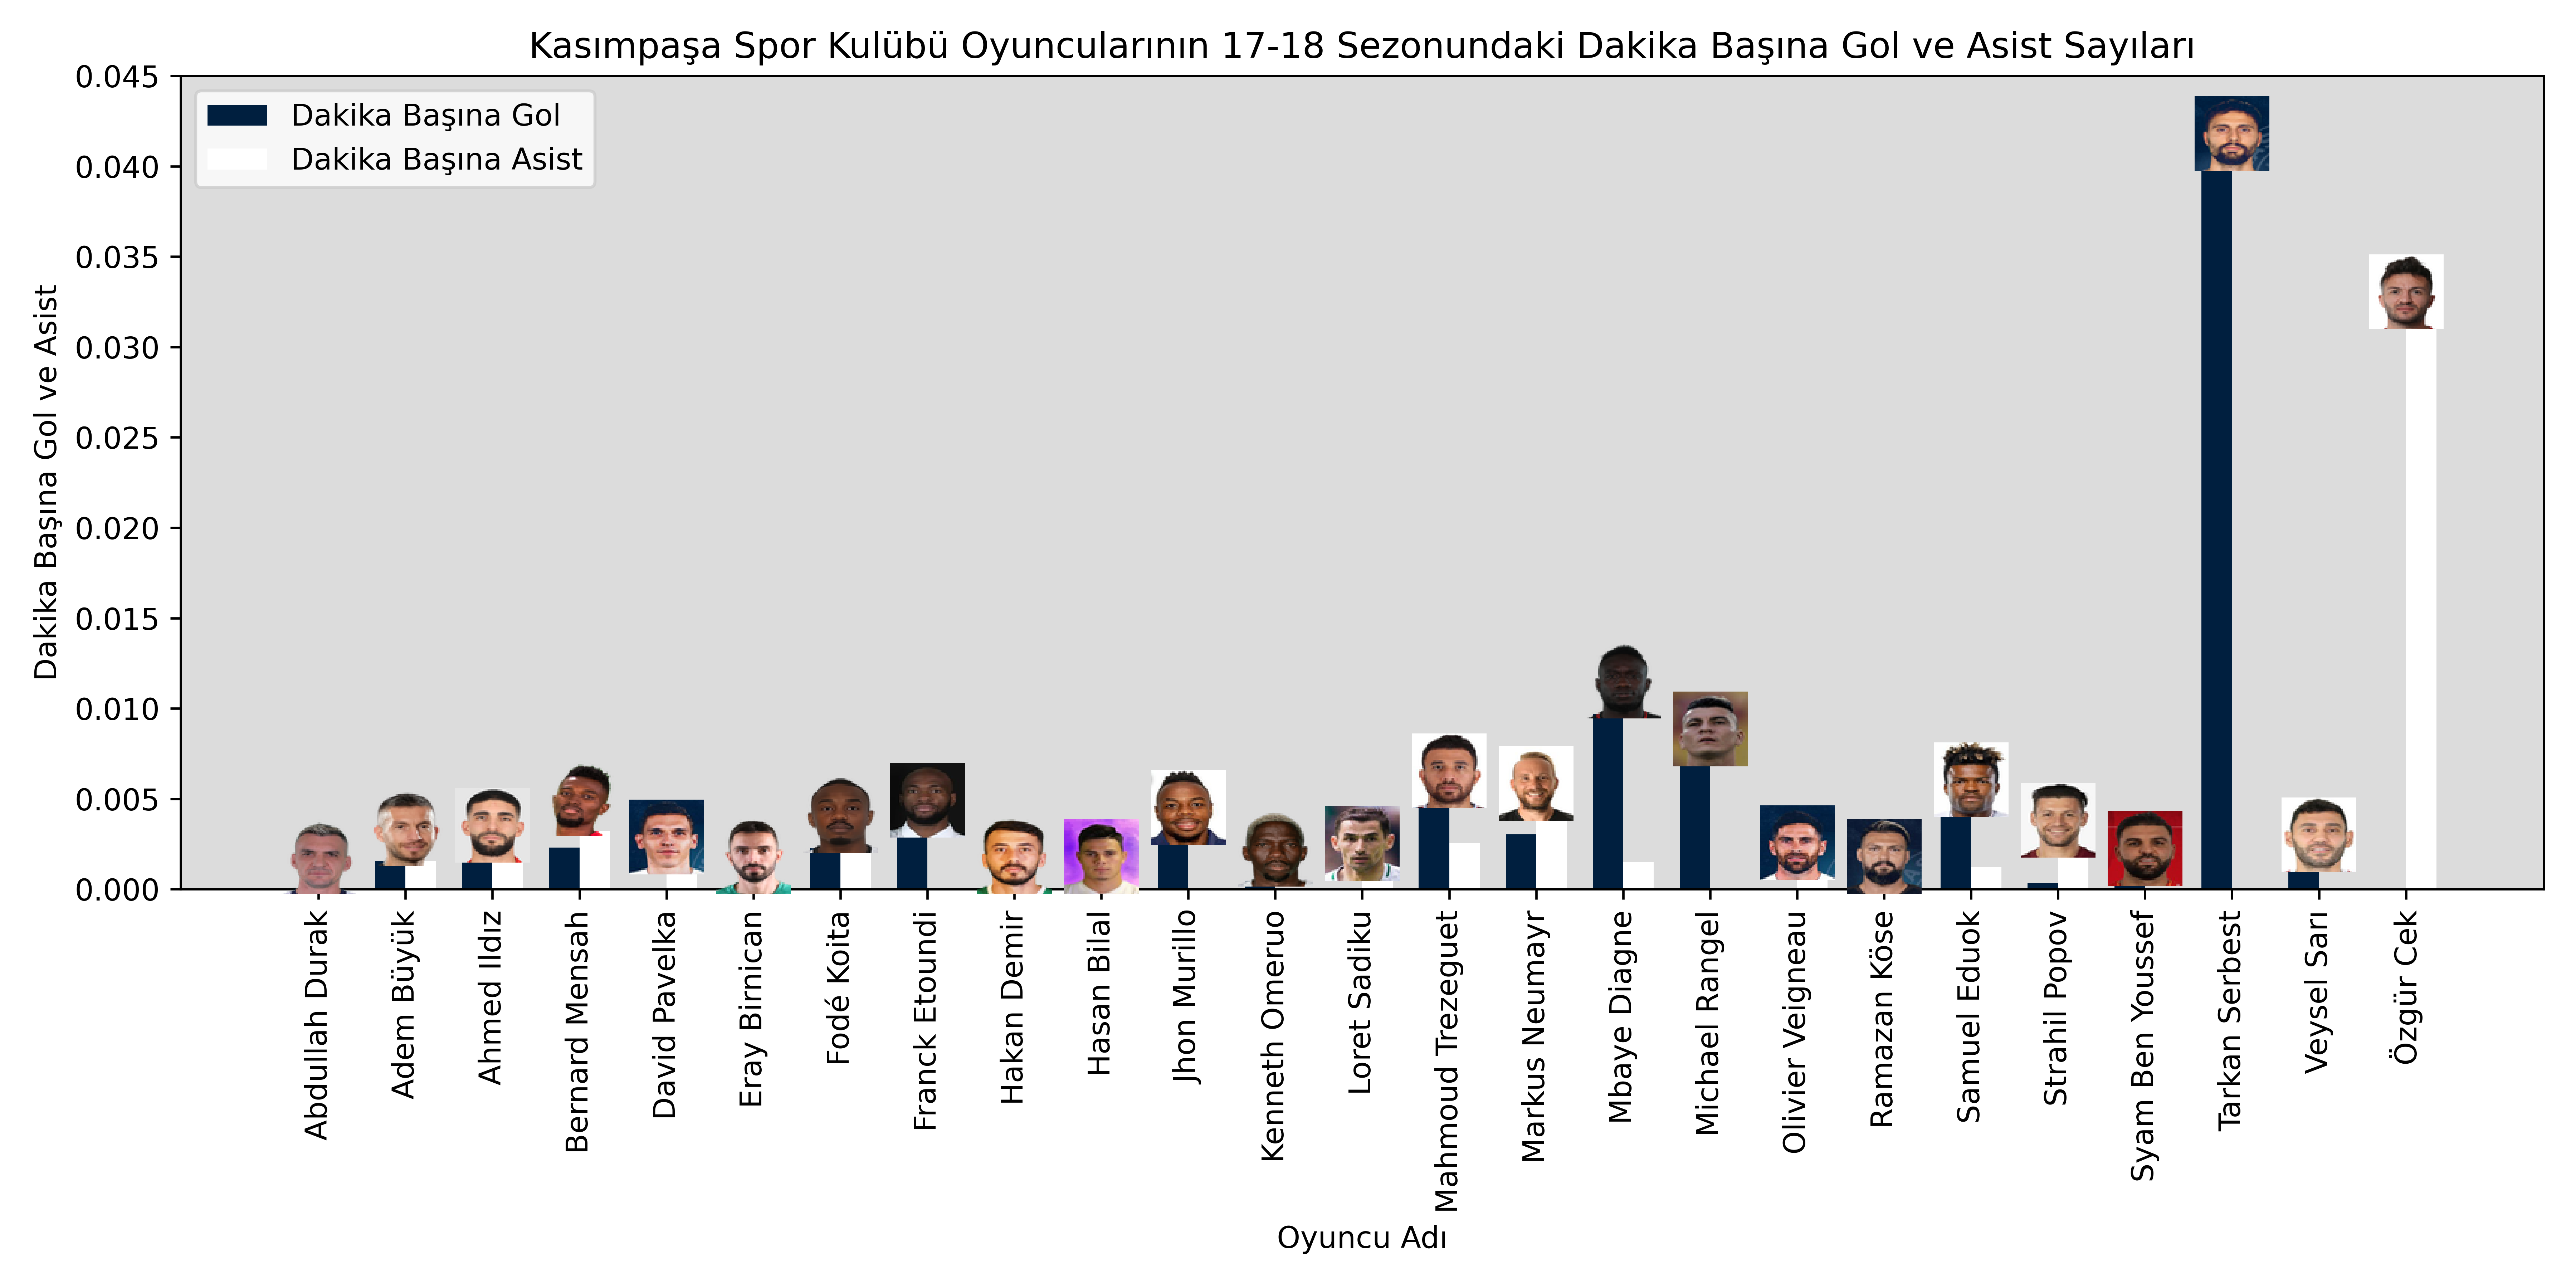 Kasımpaşa Spor Kulübü Oyuncularının 17-18 Sezonundaki Dakika Başına Gol ve Asist Sayıları
Dakika Başına Gol
Dakika Başına Asist
Dakika Başına Gol ve Asist
0.045
0.040
0.035
0.030
0.025
0.020
0.015
0.010
0.005
0.000
Abdullah Durak
Adem Büyük
Ahmed Ildız
Bernard Mensah
David Pavelka
Eray Birnican
Fodé Koita
Franck Etoundi
Hakan Demir
Hasan Bilal
Jhon Murillo
Kenneth Omeruo
Loret Sadiku
Mahmoud Trezeguet
Markus Neumayr
Mbaye Diagne
Michael Rangel
Olivier Veigneau
Ramazan Köse
Samuel Eduok
Strahil Popov
Syam Ben Youssef
Tarkan Serbest
Veysel Sarı
Özgür Cek
Oyuncu Adı